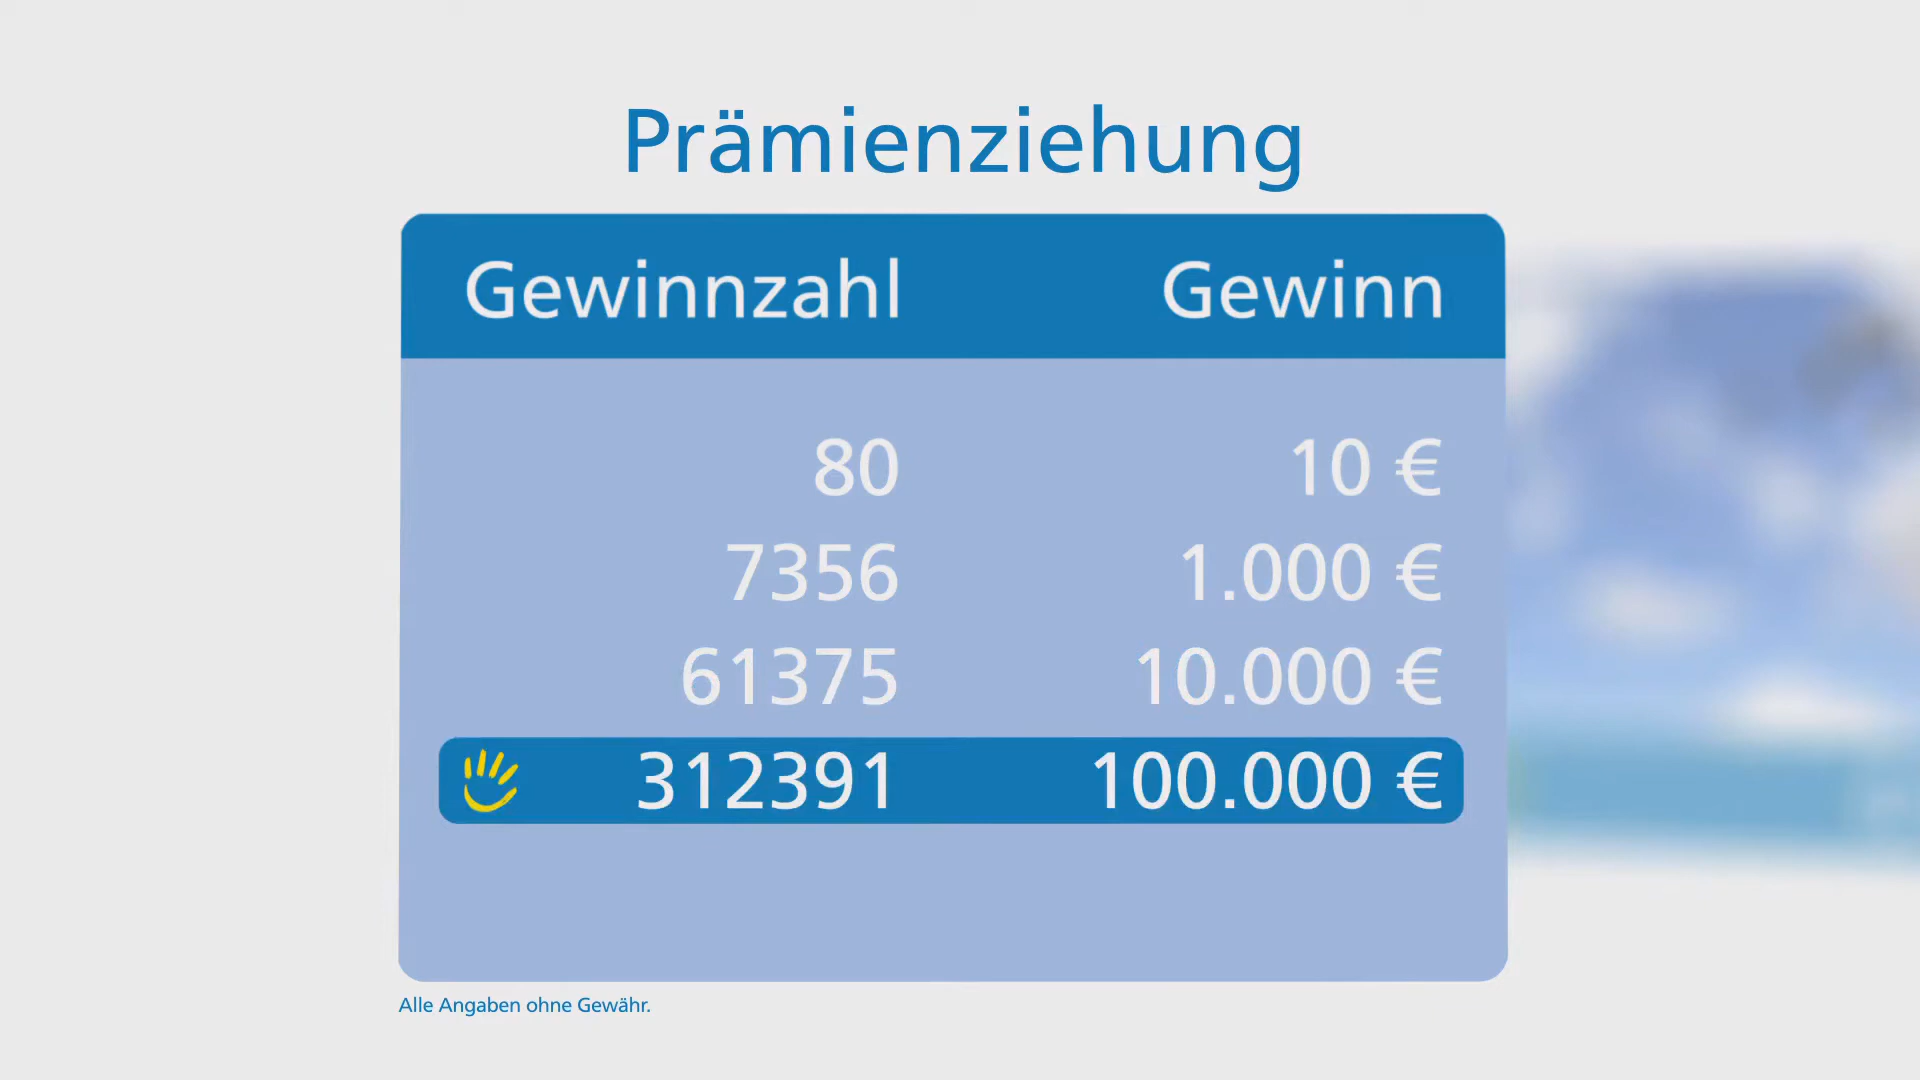 Prämienziehung
Gewinnzahl Gewinn
80 10 €
7356 1.000 €
61375 10.000 €
312391 100.000 €
Alle Angaben ohne Gewähr.